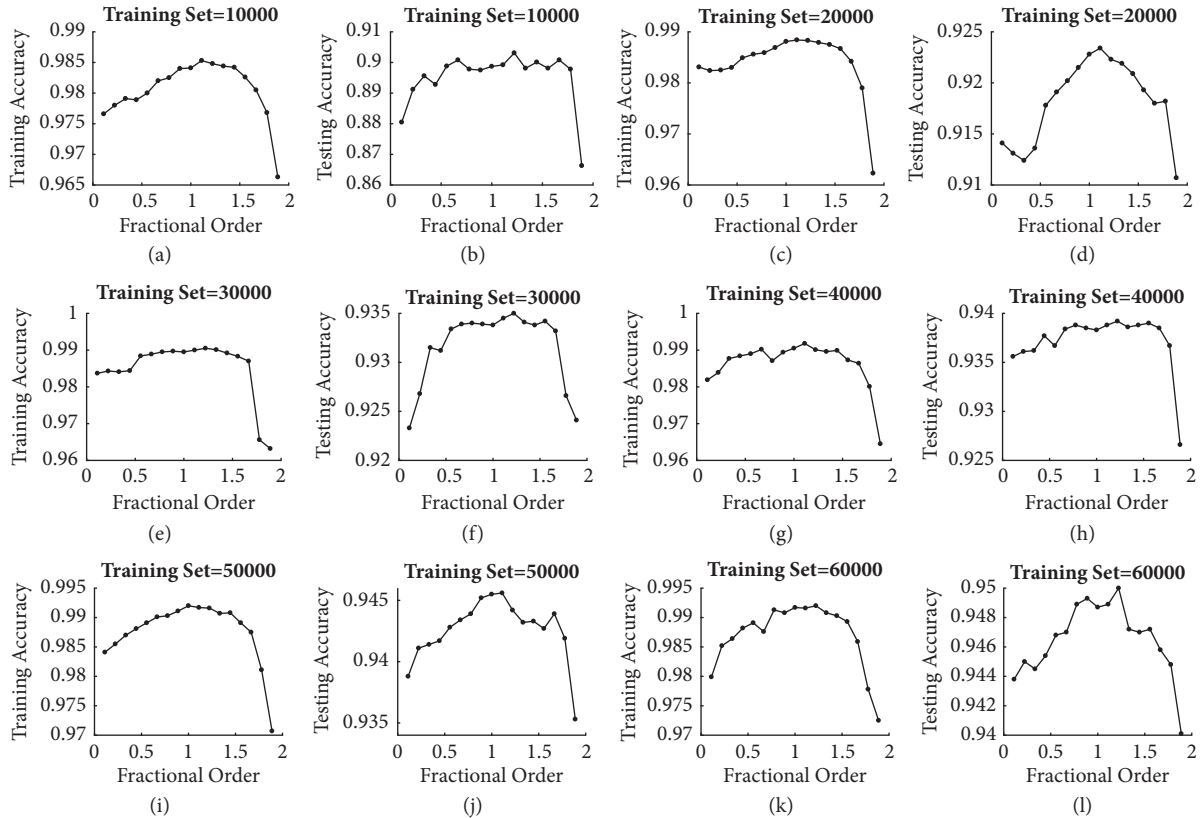 Training Set=10000
Training Accuracy
0.99
0.985
0.98
0.975
0.97
0.965
0 0.5 1 1.5 2
Fractional Order
(a)
Training Set=10000
Testing Accuracy
0.91
0.9
0.89
0.88
0.87
0.86
0 0.5 1 1.5 2
Fractional Order
(b)
Training Set=20000
Training Accuracy
0.99
0.98
0.97
0.96
0 0.5 1 1.5 2
Fractional Order
(c)
Training Set=20000
Testing Accuracy
0.925
0.92
0.915
0.91
0 0.5 1 1.5 2
Fractional Order
(d)
Training Set=30000
Training Accuracy
1
0.99
0.98
0.97
0.96
0 0.5 1 1.5 2
Fractional Order
(e)
Training Set=30000
Testing Accuracy
0.935
0.93
0.925
0.92
0 0.5 1 1.5 2
Fractional Order
(f)
Training Set=40000
Training Accuracy
1
0.99
0.98
0.97
0.96
0 0.5 1 1.5 2
Fractional Order
(g)
Training Set=40000
Testing Accuracy
0.94
0.935
0.93
0.925
0 0.5 1 1.5 2
Fractional Order
(h)
Training Set=50000
Training Accuracy
0.995
0.99
0.985
0.98
0.975
0.97
0 0.5 1 1.5 2
Fractional Order
(i)
Training Set=50000
Testing Accuracy
0.945
0.94
0.935
0 0.5 1 1.5 2
Fractional Order
(j)
Training Set=60000
Training Accuracy
0.995
0.99
0.985
0.98
0.975
0.97
0 0.5 1 1.5 2
Fractional Order
(k)
Training Set=60000
Testing Accuracy
0.95
0.948
0.946
0.944
0.942
0.94
0 0.5 1 1.5 2
Fractional Order
(l)